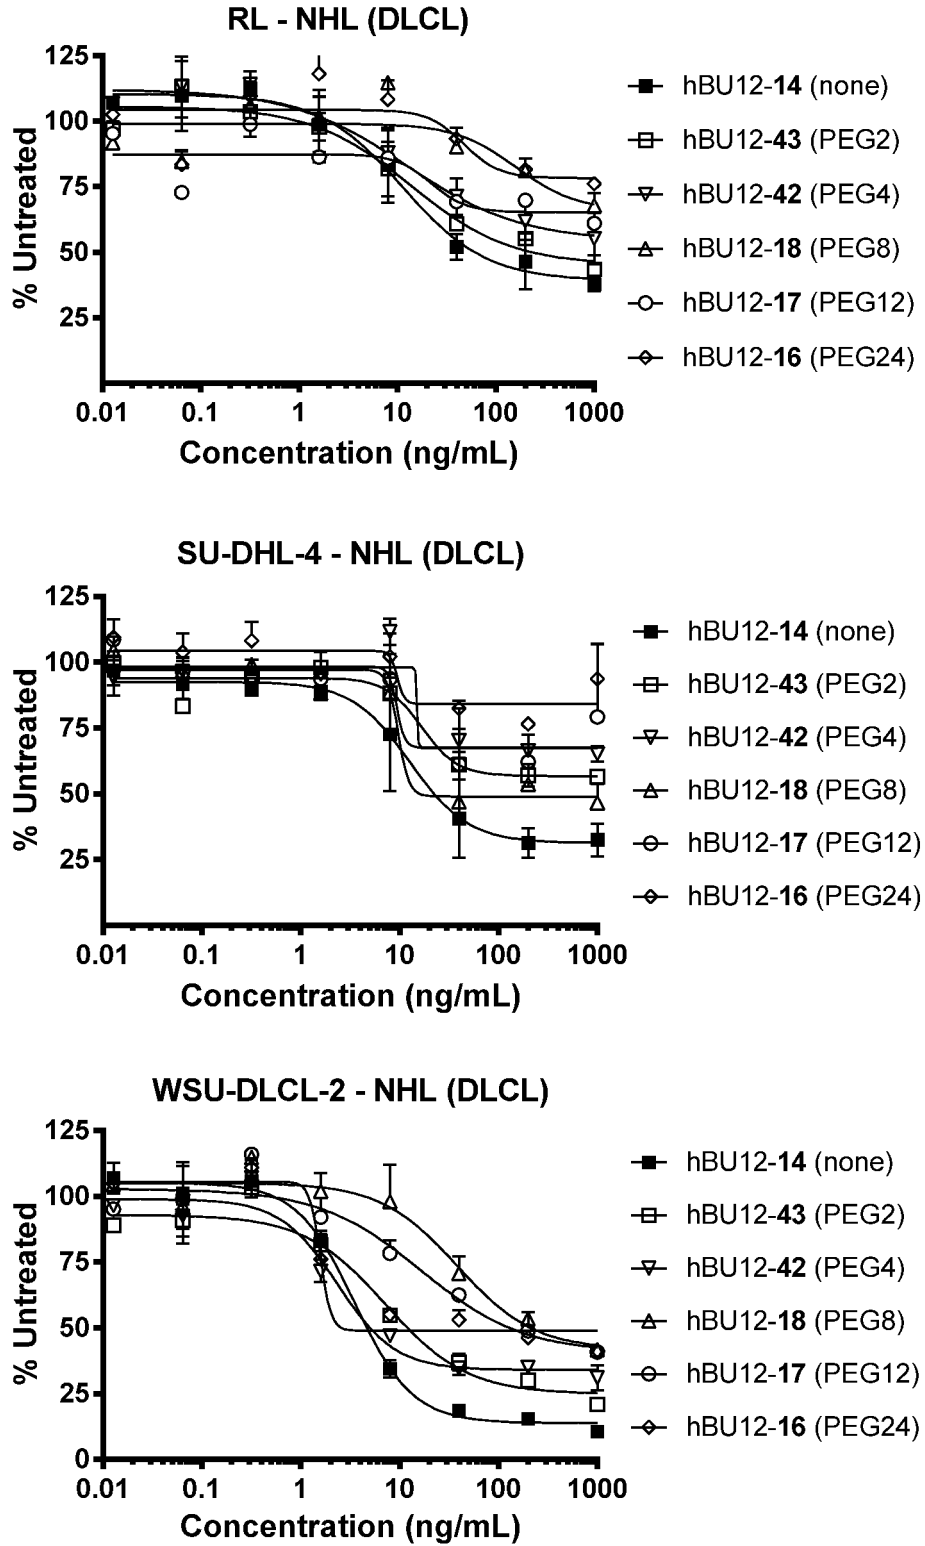 RL - NHL (DLCL)
125
100
75
50
25
% Untreated
0.01 0.1 1 10 100 1000
Concentration (ng/mL)
hBU12-14 (none)
hBU12-43 (PEG2)
hBU12-42 (PEG4)
hBU12-18 (PEG8)
hBU12-17 (PEG12)
hBU12-16 (PEG24)
SU-DHL-4 - NHL (DLCL)
125
100
75
50
25
% Untreated
0.01 0.1 1 10 100 1000
Concentration (ng/mL)
hBU12-14 (none)
hBU12-43 (PEG2)
hBU12-42 (PEG4)
hBU12-18 (PEG8)
hBU12-17 (PEG12)
hBU12-16 (PEG24)
WSU-DLCL-2 - NHL (DLCL)
125
100
75
50
25
0
% Untreated
0.01 0.1 1 10 100 1000
Concentration (ng/mL)
hBU12-14 (none)
hBU12-43 (PEG2)
hBU12-42 (PEG4)
hBU12-18 (PEG8)
hBU12-17 (PEG12)
hBU12-16 (PEG24)